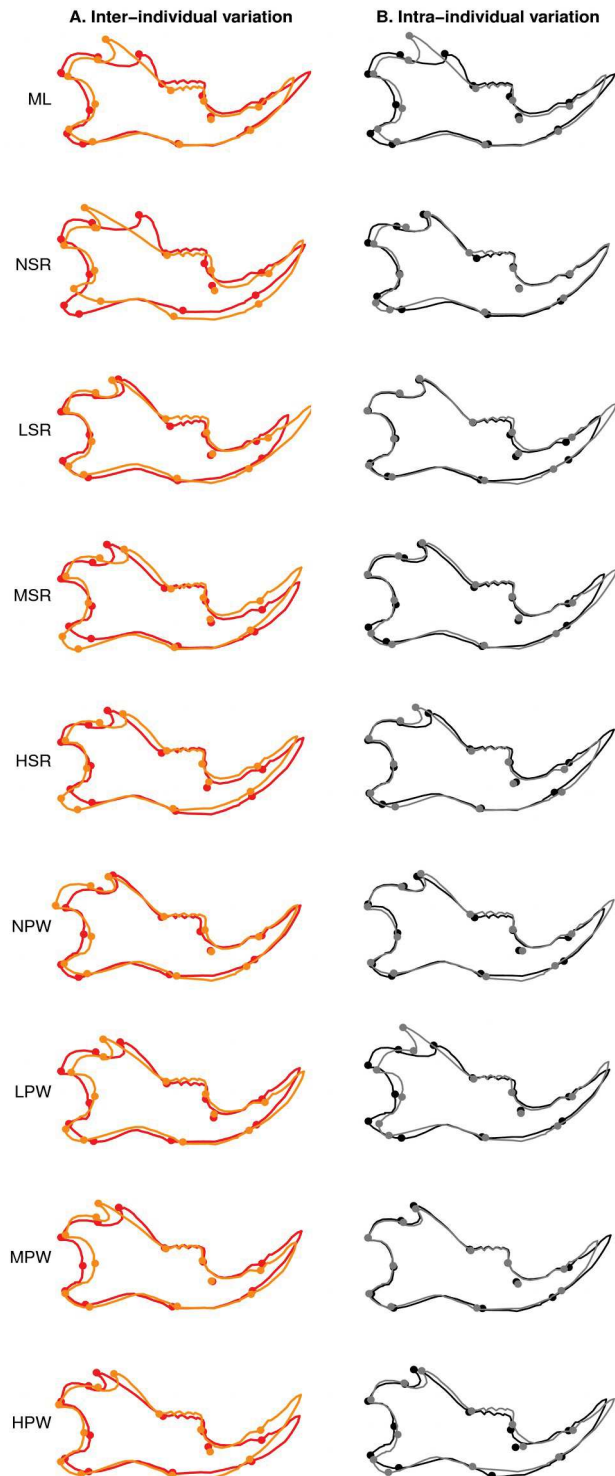 A. Inter-individual variation
B. Intra-individual variation
ML
NSR
LSR
MSR
HSR
NPW
LPW
MPW
HPW